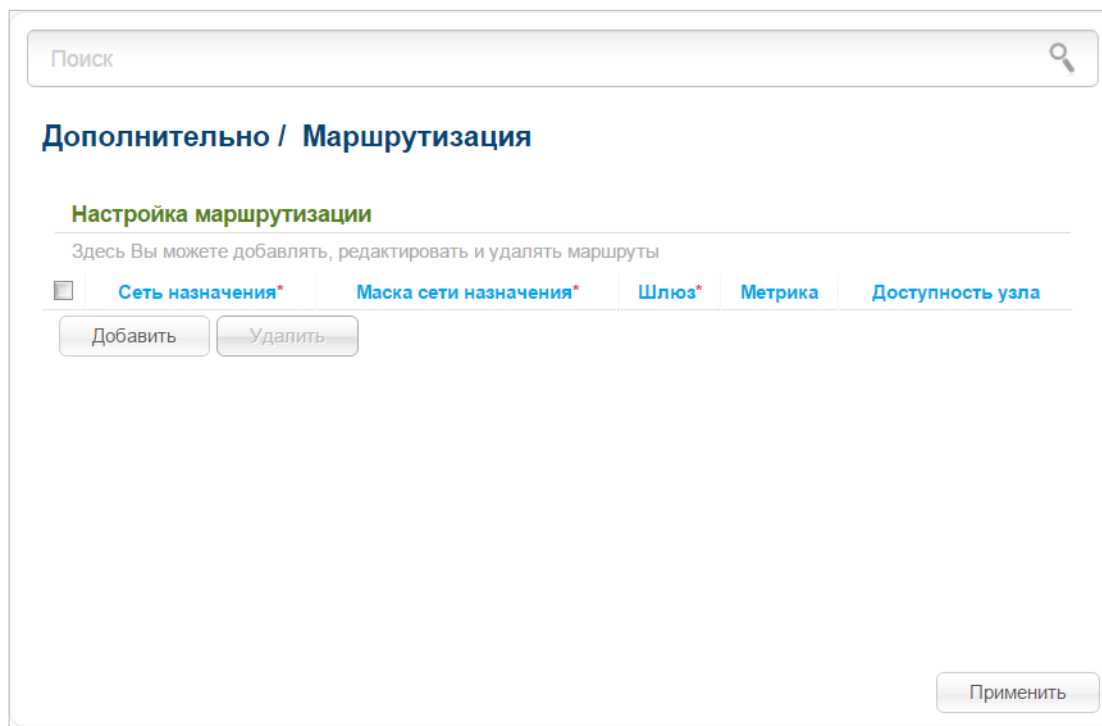 Поиск
Дополнительно / Маршрутизация
Настройка маршрутизации
Здесь Вы можете добавлять, редактировать и удалять маршруты
Сеть назначения* Маска сети назначения* Шлюз* Метрика Доступность узла
Добавить Удалить
Применить